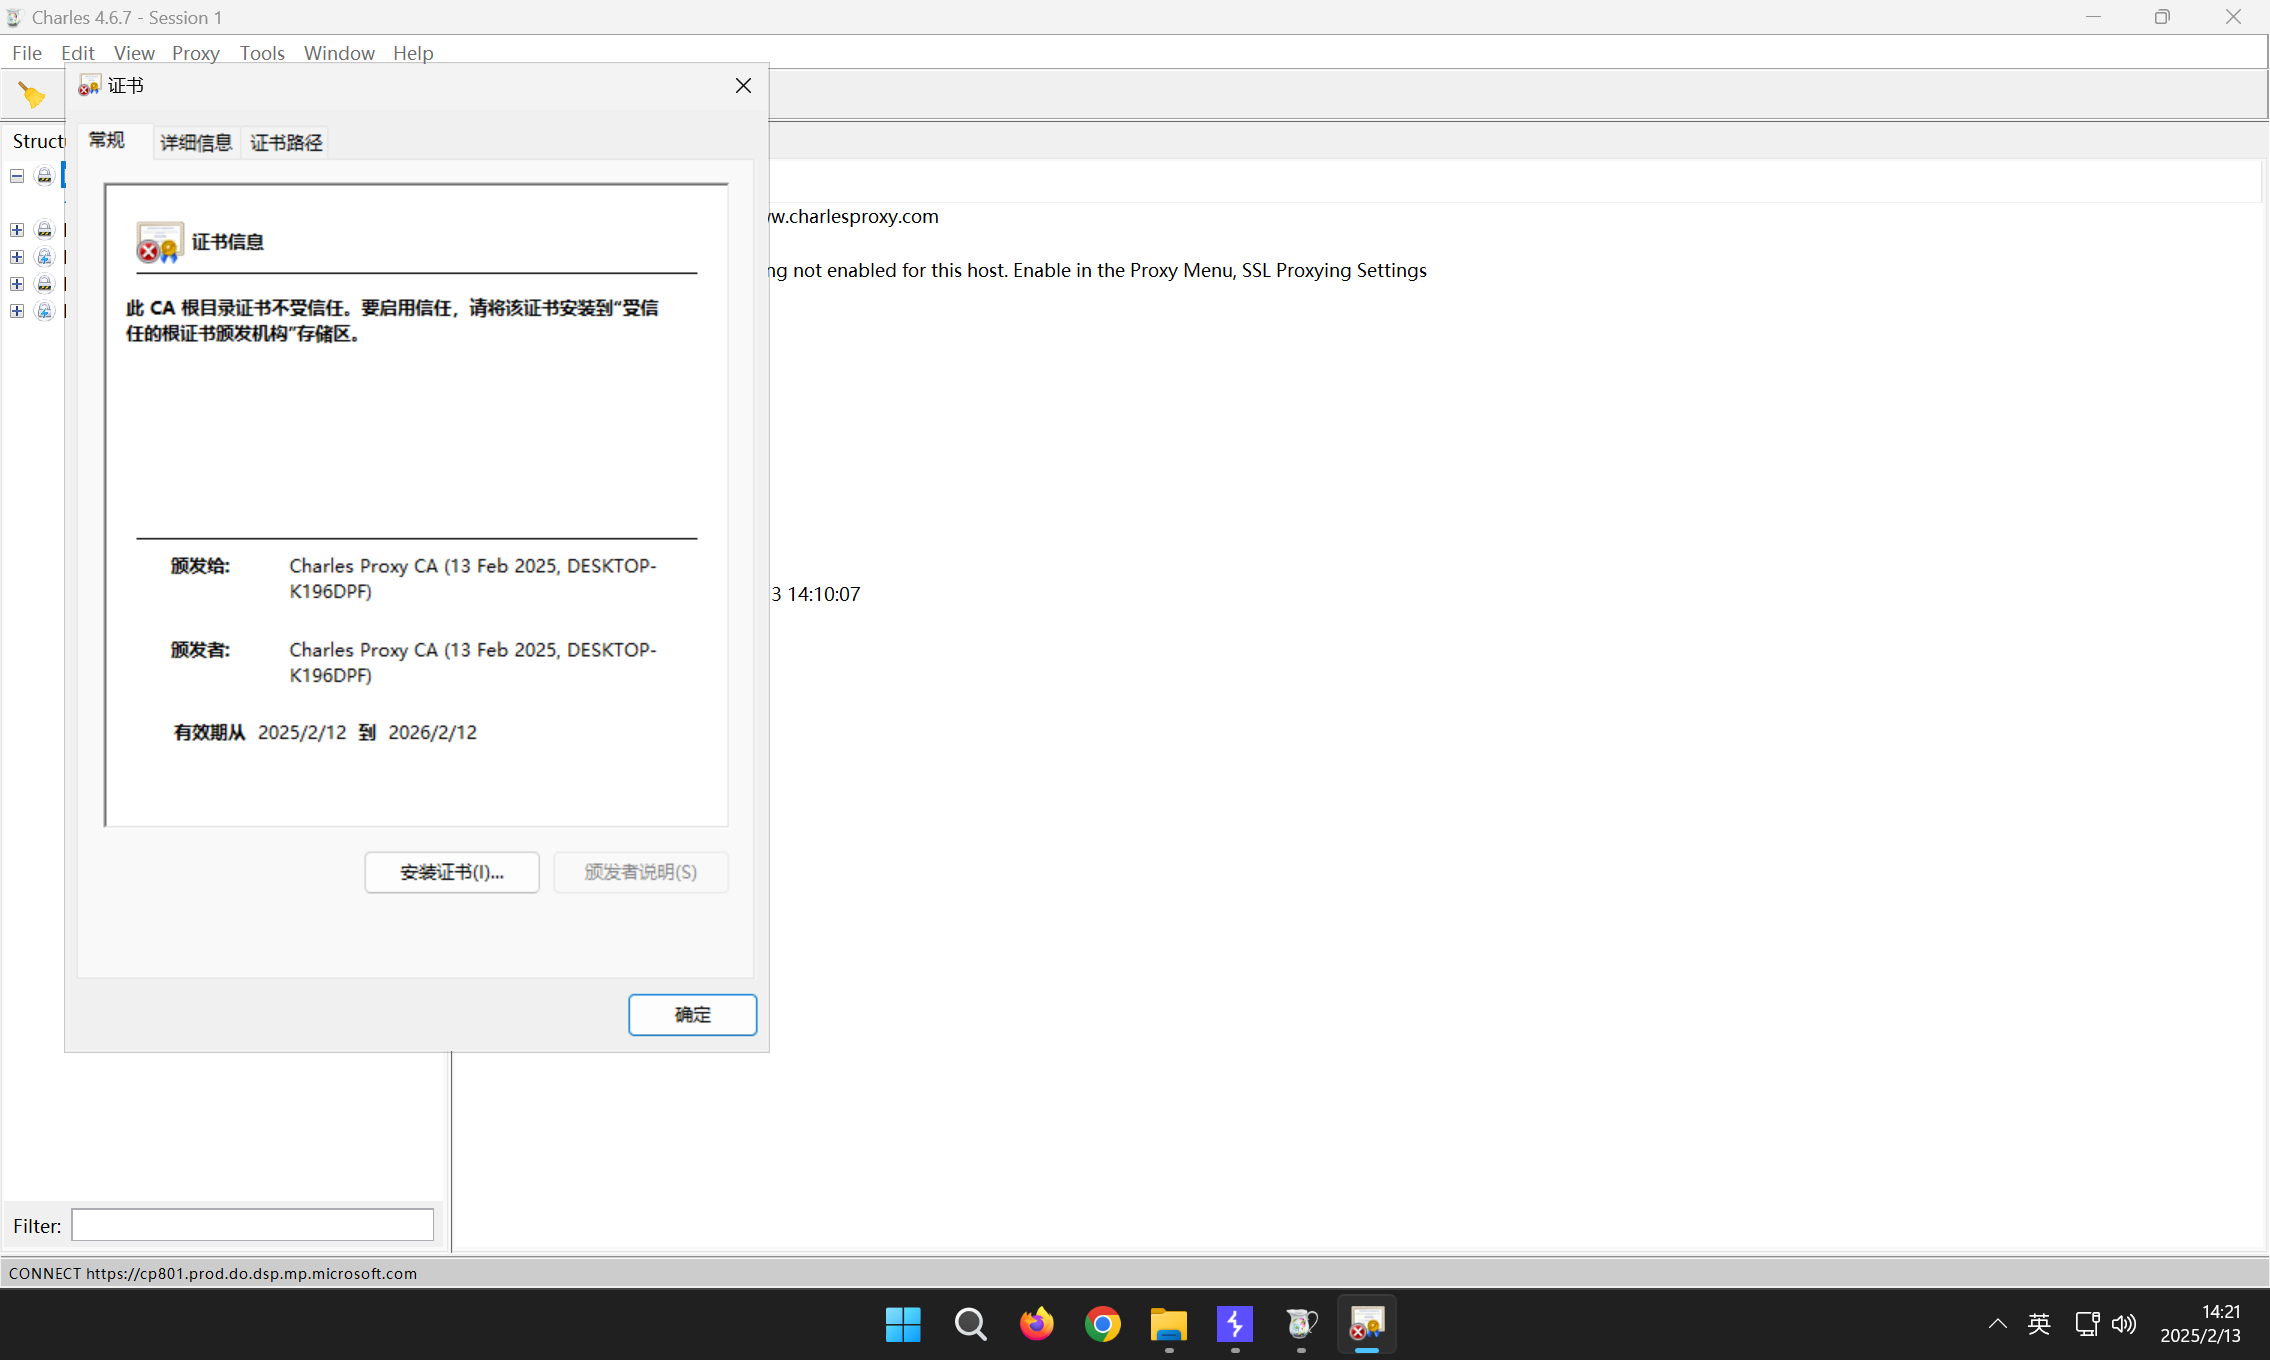 Charles 4.6.7 - Session 1
File Edit View Proxy Tools Window Help
证书
常规 详细信息 证书路径
证书信息
此 CA 根目录证书不受信任。要启用信任，请将该证书安装到“受信
任的根证书颁发机构”存储区。
颁发给: Charles Proxy CA (13 Feb 2025, DESKTOP-
K196DPF)
颁发者: Charles Proxy CA (13 Feb 2025, DESKTOP-
K196DPF)
有效期从 2025/2/12 到 2026/2/12
安装证书(I)... 颁发者说明(S)
确定
Struct
w.charlesproxy.com
ng not enabled for this host. Enable in the Proxy Menu, SSL Proxying Settings
3 14:10:07
Filter:
CONNECT https://cp801.prod.do.dsp.mp.microsoft.com
英
14:21
2025/2/13